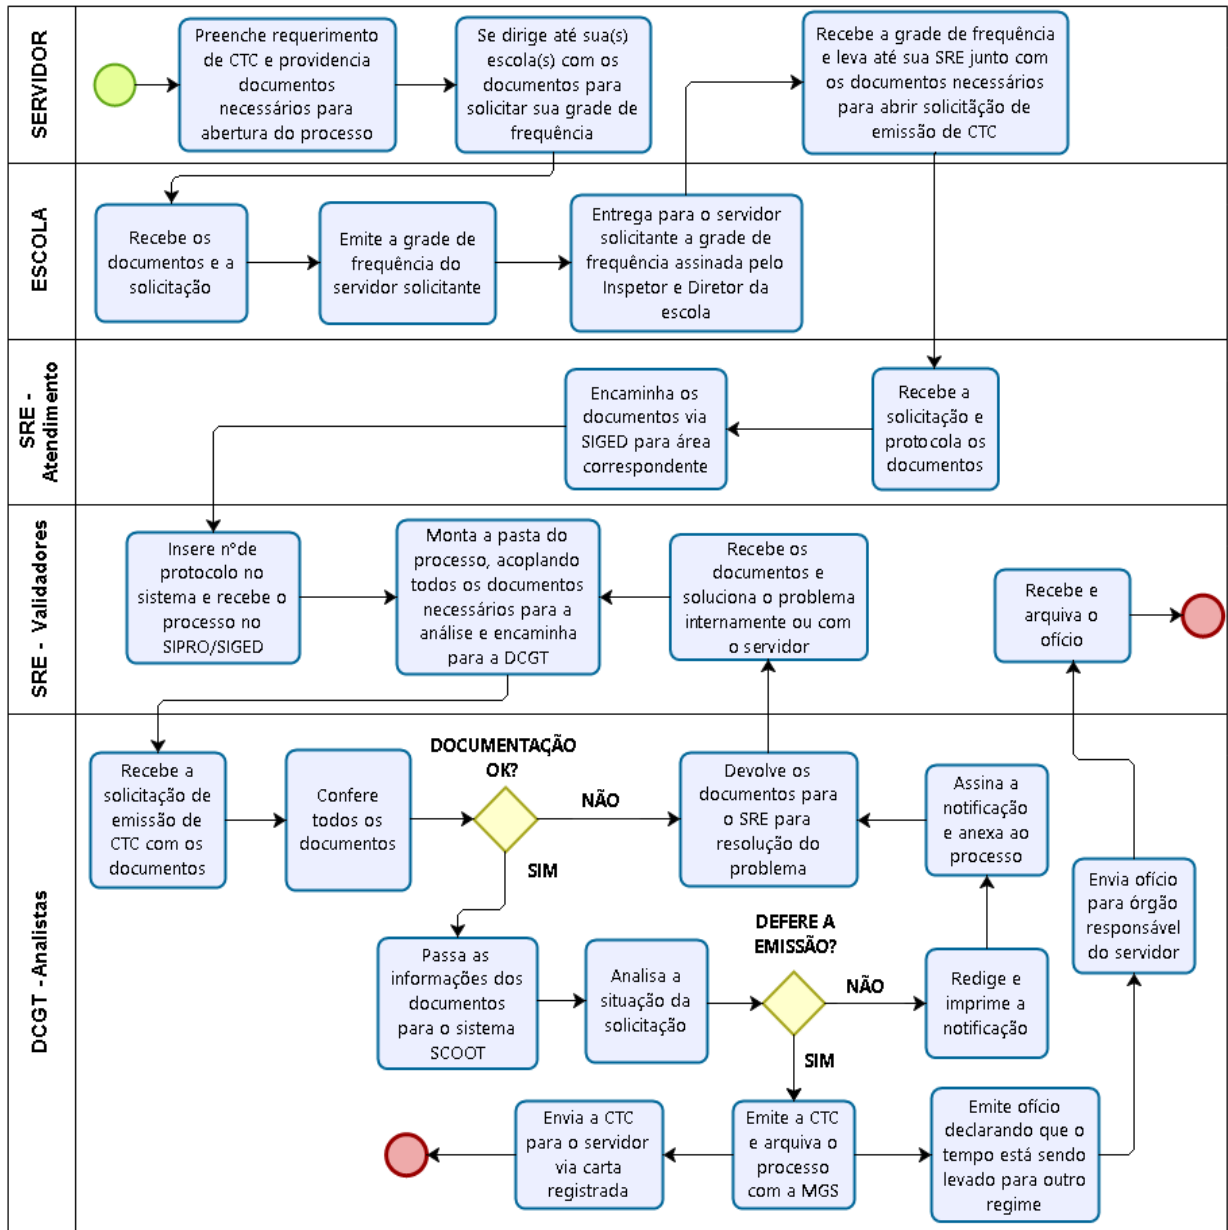 SERVIDOR
Preenche requerimento
de CTC e providencia
documentos
necessários para
abertura do processo
Se dirige até sua(s)
escola(s) com os
documentos para
solicitar sua grade de
frequência
Recebe a grade de frequência
e leva até sua SRE junto com
os documentos necessários
para abrir solicitãção de
emissão de CTC
ESCOLA
Recebe os
documentos e a
solicitação
Emite a grade de
frequência do
servidor solicitante
Entrega para o servidor
solicitante a grade de
frequência assinada pelo
Inspetor e Diretor da
escola
SRE -
Atendimento
Encaminha os
documentos via
SIGED para área
correspondente
Recebe a
solicitação e
protocola os
documentos
SRE - Validadores
Insere n°de
protocolo no
sistema e recebe o
processo no
SIPRO/SIGED
Monta a pasta do
processo, acoplando
todos os documentos
necessários para a
análise e encaminha
para a DCGT
Recebe os
documentos e
soluciona o problema
internamente ou com
o servidor
Recebe e
arquiva o
ofício
DCGT -Analistas
Recebe a
solicitação de
emissão de
CTC com os
documentos
Confere
todos os
documentos
DOCUMENTAÇÃO
OK?
NÃO
SIM
Devolve os
documentos para
o SRE para
resolução do
problema
Assina a
notificação
e anexa ao
processo
Envia ofício
para órgão
responsável
do servidor
Passa as
informações dos
documentos
para o sistema
SCOOT
Analisa a
situação da
solicitação
DEFERE A
EMISSÃO?
NÃO
SIM
Redige e
imprime a
notificação
Envia a CTC
para o servidor
via carta
registrada
Emite a CTC
e arquiva o
processo
com a MGS
Emite ofício
declarando que o
tempo está sendo
levado para outro
regime